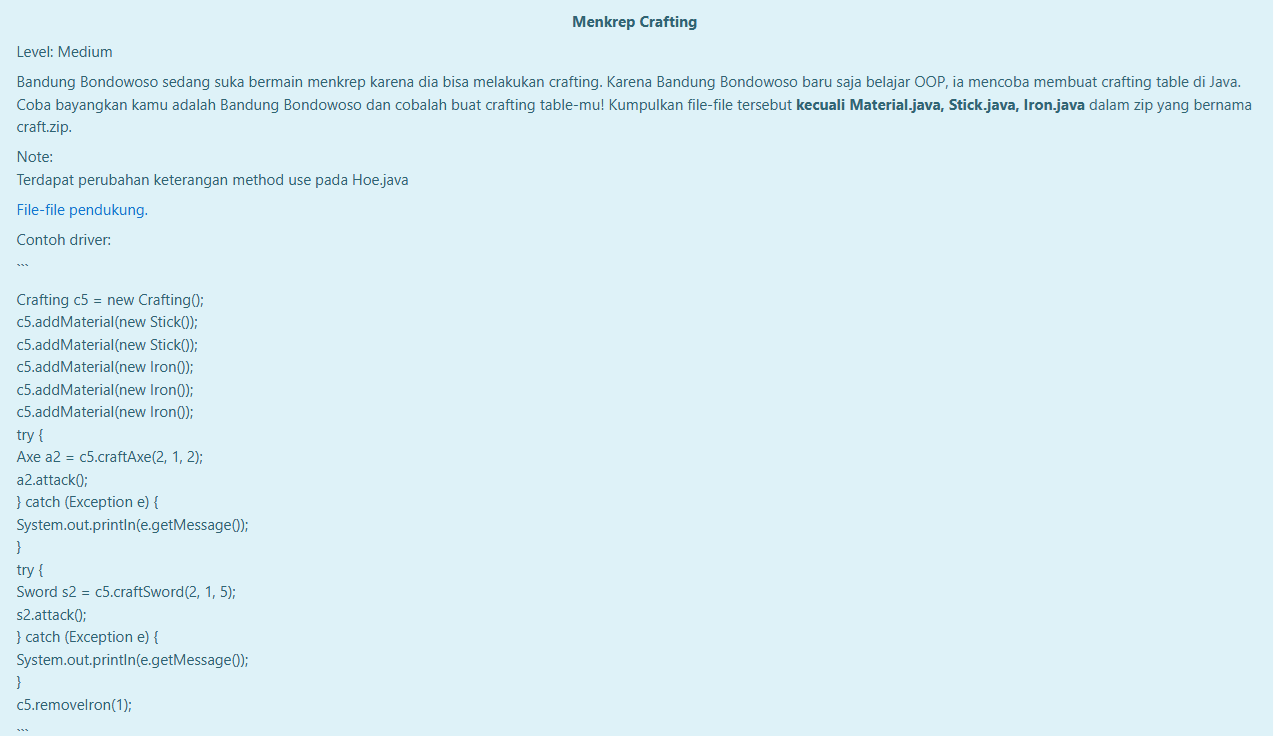 Menkrep Crafting
Level: Medium
Bandung Bondowoso sedang suka bermain menkrep karena dia bisa melakukan crafting. Karena Bandung Bondowoso baru saja belajar OOP, ia mencoba membuat crafting table di Java.
Coba bayangkan kamu adalah Bandung Bondowoso dan cobalah buat crafting table-mu! Kumpulkan file-file tersebut kecuali Material.java, Stick.java, Iron.java dalam zip yang bernama
craft.zip.
Note:
Terdapat perubahan keterangan method use pada Hoe.java
File-file pendukung.
Contoh driver:
```
Crafting c5 = new Crafting();
c5.addMaterial(new Stick());
c5.addMaterial(new Stick());
c5.addMaterial(new Iron());
c5.addMaterial(new Iron());
c5.addMaterial(new Iron());
try {
Axe a2 = c5.craftAxe(2, 1, 2);
a2.attack();
} catch (Exception e) {
System.out.println(e.getMessage());
}
try {
Sword s2 = c5.craftSword(2, 1, 5);
s2.attack();
} catch (Exception e) {
System.out.println(e.getMessage());
}
c5.removeIron(1);
```